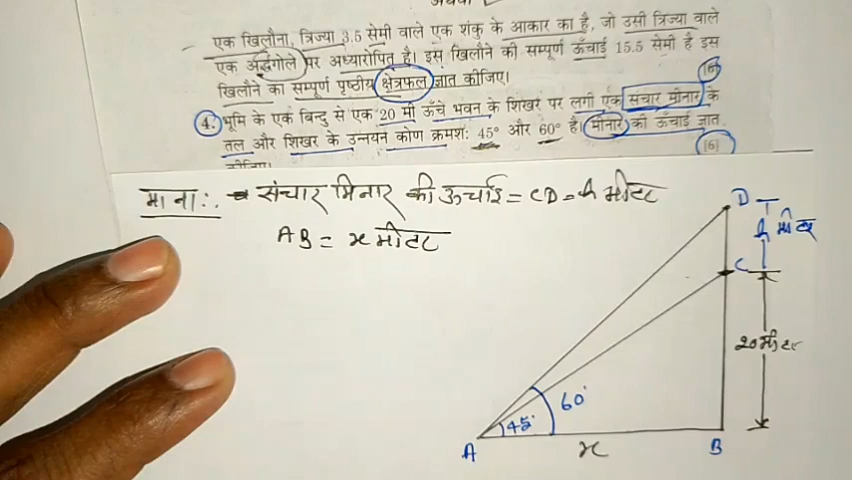 अथवा
एक खिलौना, त्रिज्या 3.5 सेमी वाले एक शंकु के आकार का है, जो उसी त्रिज्या वाले
एक अर्द्धगोले पर अध्यारोपित है। इस खिलौने की सम्पूर्ण ऊँचाई 15.5 सेमी है इस
खिलौने का सम्पूर्ण पृष्ठीय क्षेत्रफल ज्ञात कीजिए। [6]
4. भूमि के एक बिन्दु से एक 20 मी ऊँचे भवन के शिखर पर लगी एक संचार मीनार के
तल और शिखर के उन्नयन कोण क्रमशः 45° और 60° है। मीनार की ऊँचाई ज्ञात
कीजिए। [6]
माना :- संचार मिनार की ऊचाई = CD = h मीटर
AB = x मीटर
D
h मीटर
C
20 मीटर
60°
45°
A x B